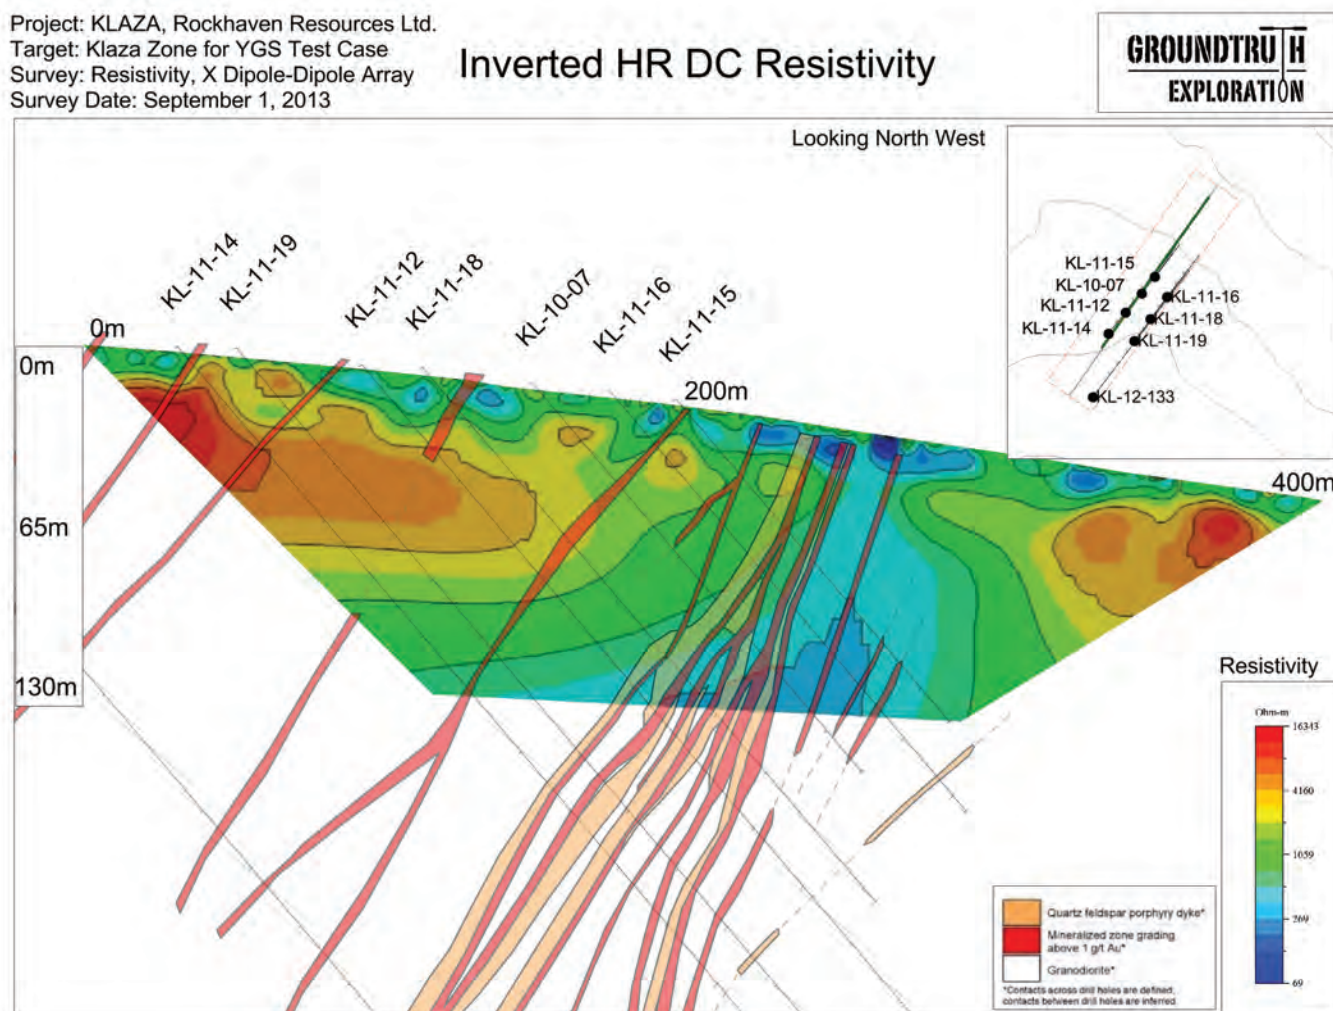 Project: KLAZA, Rockhaven Resources Ltd.
Target: Klaza Zone for YGS Test Case
Survey: Resistivity, X Dipole-Dipole Array
Survey Date: September 1, 2013
Inverted HR DC Resistivity
GROUNDTRUTH
EXPLORATION
Looking North West
KL-11-15
KL-10-07
KL-11-12
KL-11-14
KL-11-16
KL-11-18
KL-11-19
KL-12-133
KL-11-14
KL-11-19
KL-11-12
KL-11-18
KL-10-07
KL-11-16
KL-11-15
0m
200m
400m
0m
65m
130m
Resistivity
Ohm-m
16343
4160
1059
269
69
Quartz feldspar porphyry dyke*
Mineralized zone grading
above 1 g/t Au*
Granodiorite*
*Contacts across drill holes are defined;
contacts between drill holes are inferred.